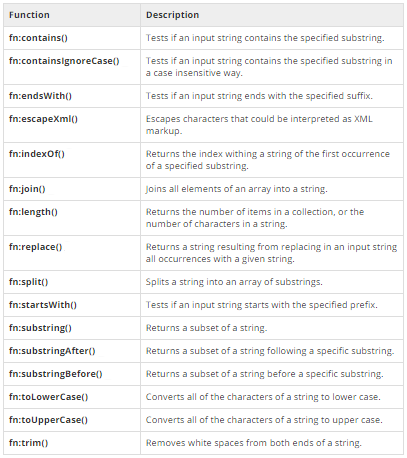 Function Description
fn:contains() Tests if an input string contains the specified substring.
fn:containsIgnoreCase() Tests if an input string contains the specified substring in
a case insensitive way.
fn:endsWith() Tests if an input string ends with the specified suffix.
fn:escapeXml() Escapes characters that could be interpreted as XML
markup.
fn:indexOf() Returns the index withing a string of the first occurrence
of a specified substring.
fn:join() Joins all elements of an array into a string.
fn:length() Returns the number of items in a collection, or the
number of characters in a string.
fn:replace() Returns a string resulting from replacing in an input string
all occurrences with a given string.
fn:split() Splits a string into an array of substrings.
fn:startsWith() Tests if an input string starts with the specified prefix.
fn:substring() Returns a subset of a string.
fn:substringAfter() Returns a subset of a string following a specific substring.
fn:substringBefore() Returns a subset of a string before a specific substring.
fn:toLowerCase() Converts all of the characters of a string to lower case.
fn:toUpperCase() Converts all of the characters of a string to upper case.
fn:trim() Removes white spaces from both ends of a string.